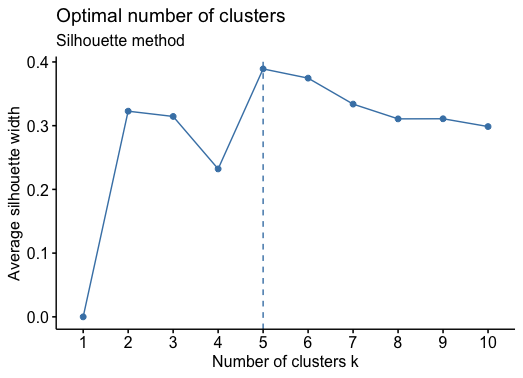 Optimal number of clusters
Silhouette method
Average silhouette width
0.4
0.3
0.2
0.1
0.0
1 2 3 4 5 6 7 8 9 10
Number of clusters k